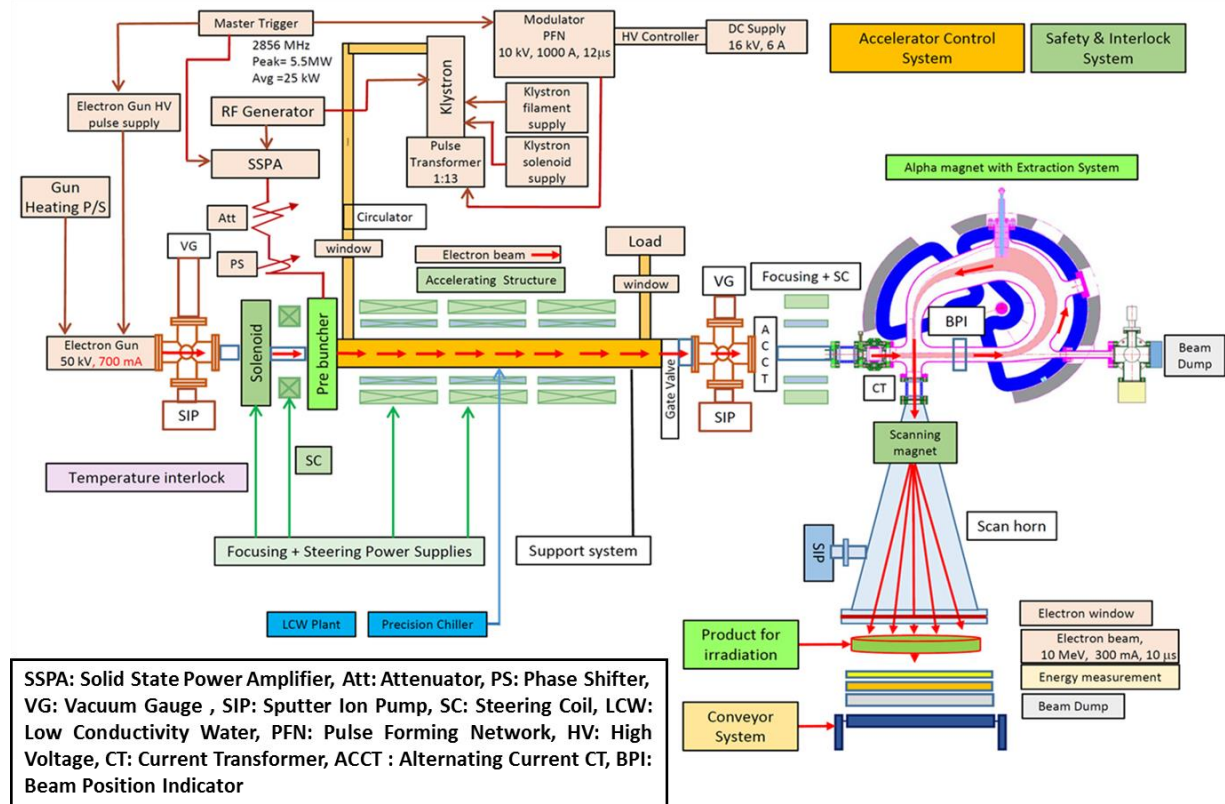 Master Trigger
2856 MHz
Peak= 5.5MW
Avg =25 kW
Modulator
PFN
10 kV, 1000 A, 12µs
HV Controller
DC Supply
16 kV, 6 A
Accelerator Control
System
Safety & Interlock
System
Electron Gun HV
pulse supply
RF Generator
Klystron
Klystron
filament
supply
Klystron
solenoid
supply
Pulse
Transformer
1:13
SSPA
Gun
Heating P/S
Att
Circulator
Alpha magnet with Extraction System
VG
PS
window
Electron beam
Accelerating Structure
Load
window
VG
Focusing + SC
BPI
Electron Gun
50 kV, 700 mA
Solenoid
Pre buncher
Gate Valve
A
C
C
T
CT
Beam
Dump
SIP
SIP
Scanning
magnet
SC
Temperature interlock
Scan horn
Focusing + Steering Power Supplies
Support system
SIP
LCW Plant
Precision Chiller
Product for
irradiation
Electron window
Electron beam,
10 MeV, 300 mA, 10 µs
Energy measurement
Beam Dump
Conveyor
System
SSPA: Solid State Power Amplifier, Att: Attenuator, PS: Phase Shifter,
VG: Vacuum Gauge , SIP: Sputter Ion Pump, SC: Steering Coil, LCW:
Low Conductivity Water, PFN: Pulse Forming Network, HV: High
Voltage, CT: Current Transformer, ACCT : Alternating Current CT, BPI:
Beam Position Indicator